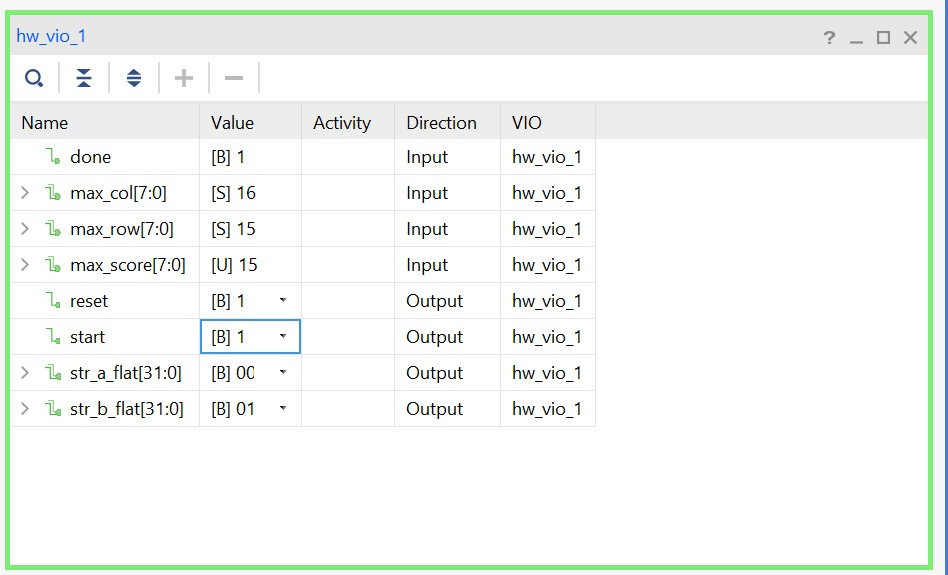 hw_vio_1
? _ □ ×
Name Value Activity Direction VIO
done [B] 1 Input hw_vio_1
max_col[7:0] [S] 16 Input hw_vio_1
max_row[7:0] [S] 15 Input hw_vio_1
max_score[7:0] [U] 15 Input hw_vio_1
reset [B] 1 Output hw_vio_1
start [B] 1 Output hw_vio_1
str_a_flat[31:0] [B] 00 Output hw_vio_1
str_b_flat[31:0] [B] 01 Output hw_vio_1